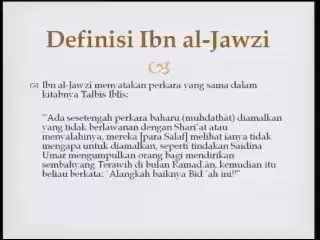 Definisi Ibn al-Jawzi
Ibn al-Jawzi menyatakan perkara yang sama dalam
kitabnya Talbis Iblis:
"Ada sesetengah perkara baharu (muhdathât) diamalkan
yang tidak berlawanan dengan Shari'at atau
menyalahinya, mereka [para Salaf] melihat ianya tidak
mengapa untuk diamalkan, seperti tindakan Saidina
Umar mengumpulkan orang bagi mendirikan
sembahyang Terawih di bulan Ramad.ân, kemudian itu
beliau berkata: `Alangkah baiknya Bid`ah ini!!"